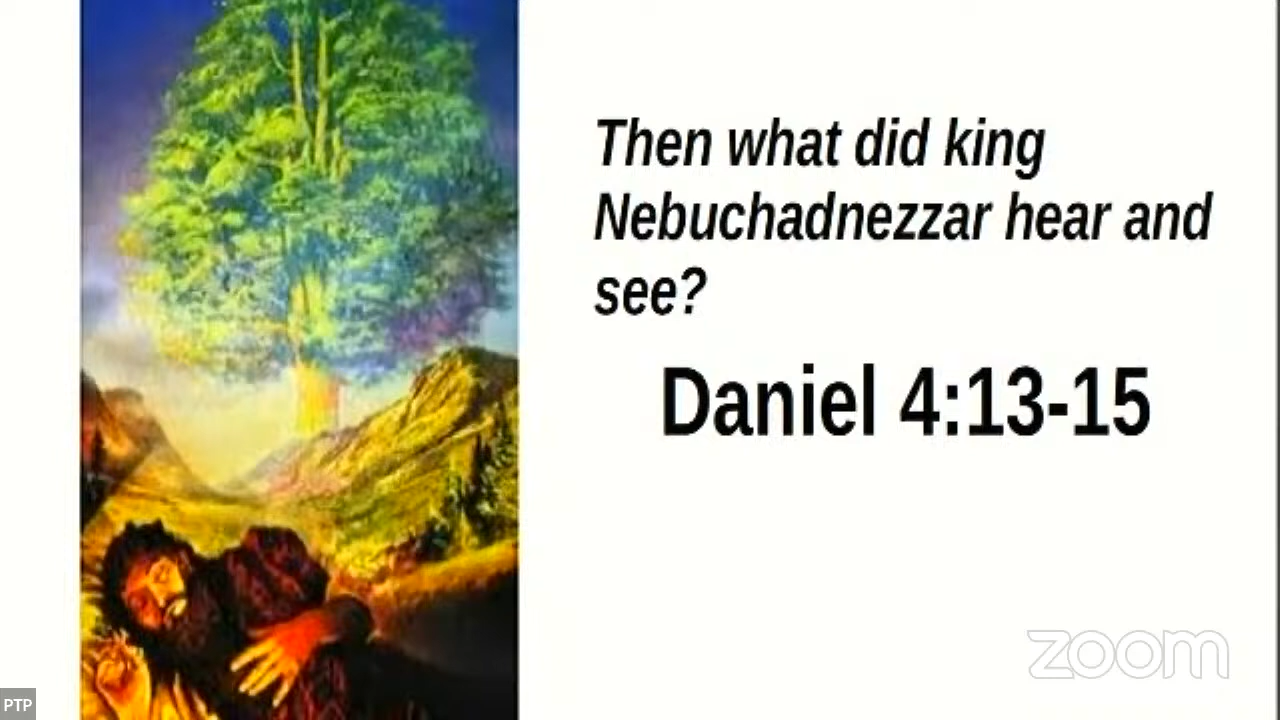 Then what did king
Nebuchadnezzar hear and
see?
Daniel 4:13-15
zoom
PTP